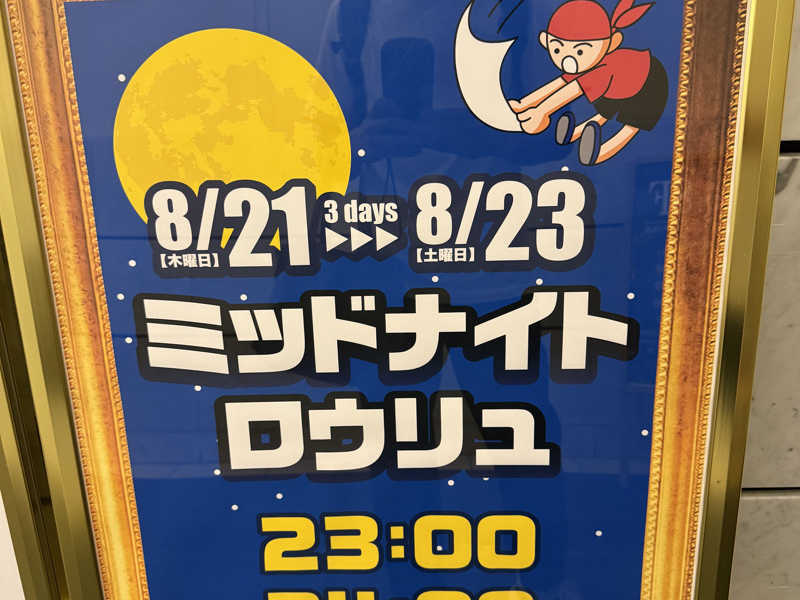 8/21 3 days 8/23
【木曜日】 ▶▶▶ 【土曜日】
ミッドナイト
ロウリュ
23:00